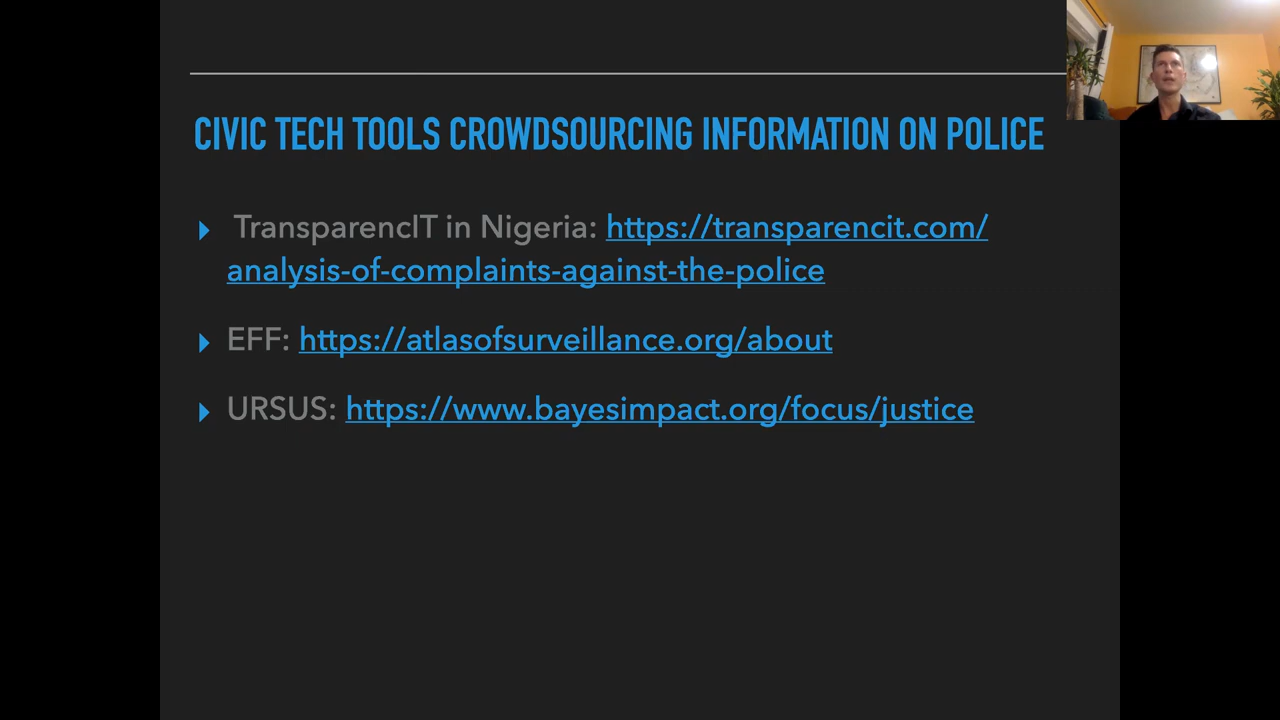 CIVIC TECH TOOLS CROWDSOURCING INFORMATION ON POLICE
TransparencIT in Nigeria: https://transparencit.com/
analysis-of-complaints-against-the-police
EFF: https://atlasofsurveillance.org/about
URSUS: https://www.bayesimpact.org/focus/justice